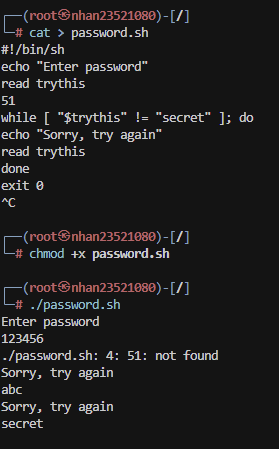 ┌──(root㉿nhan23521080)-[/]
└─# cat > password.sh
#!/bin/sh
echo "Enter password"
read trythis
51
while [ "$trythis" != "secret" ]; do
echo "Sorry, try again"
read trythis
done
exit 0
^C
┌──(root㉿nhan23521080)-[/]
└─# chmod +x password.sh
┌──(root㉿nhan23521080)-[/]
└─# ./password.sh
Enter password
123456
./password.sh: 4: 51: not found
Sorry, try again
abc
Sorry, try again
secret